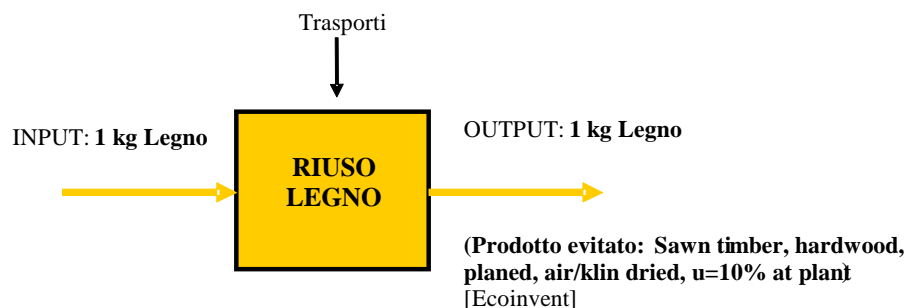 Trasporti
INPUT: 1 kg Legno
OUTPUT: 1 kg Legno
RIUSO
LEGNO
(Prodotto evitato: Sawn timber, hardwood,
planed, air/klin dried, u=10% at plant)
[Ecoinvent]